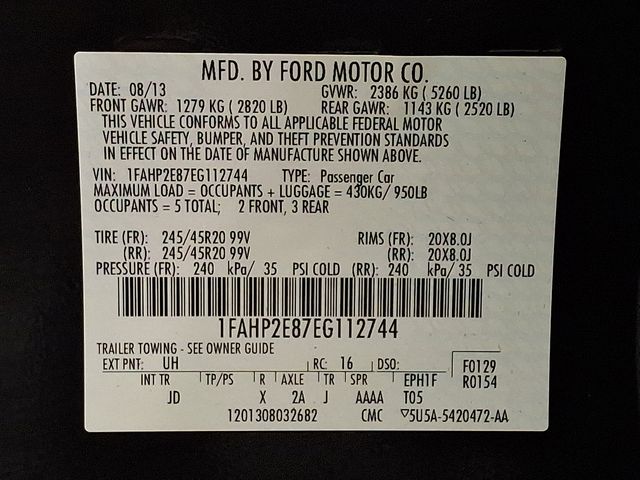 MFD. BY FORD MOTOR CO.
DATE: 08/13 GVWR: 2386 KG ( 5260 LB)
FRONT GAWR: 1279 KG ( 2820 LB) REAR GAWR: 1143 KG ( 2520 LB)
THIS VEHICLE CONFORMS TO ALL APPLICABLE FEDERAL MOTOR
VEHICLE SAFETY, BUMPER, AND THEFT PREVENTION STANDARDS
IN EFFECT ON THE DATE OF MANUFACTURE SHOWN ABOVE.
VIN: 1FAHP2E87EG112744 TYPE: Passenger Car
MAXIMUM LOAD = OCCUPANTS + LUGGAGE = 430KG/ 950LB
OCCUPANTS = 5 TOTAL; 2 FRONT, 3 REAR
TIRE (FR): 245/45R20 99V RIMS (FR): 20X8.0J
(RR): 245/45R20 99V (RR): 20X8.0J
PRESSURE (FR): 240 kPa/ 35 PSI COLD (RR): 240 kPa/ 35 PSI COLD
1FAHP2E87EG112744
TRAILER TOWING - SEE OWNER GUIDE
EXT PNT: UH RC: 16 DSO: F0129
INT TR TP/PS R AXLE TR SPR EPH1F R0154
JD X 2A J AAAA T05
1201308032682 CMC ▽5U5A-5420472-AA